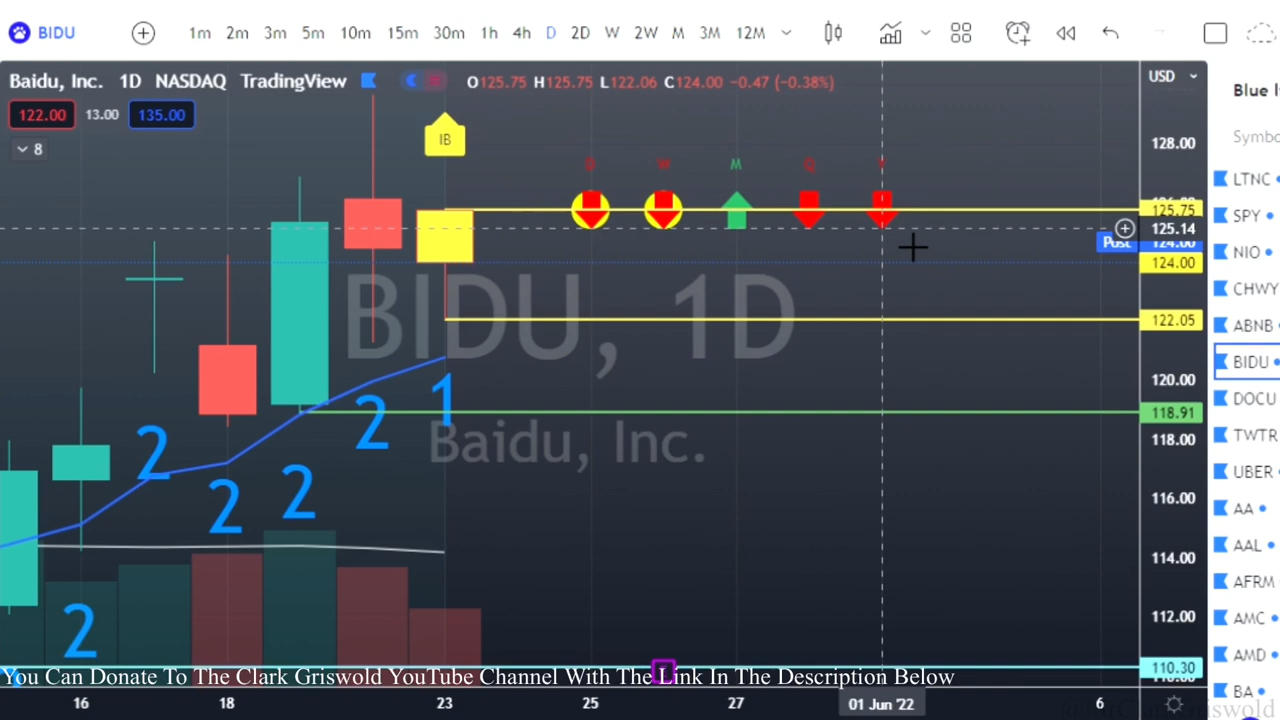 BIDU 1m 2m 3m 5m 10m 15m 30m 1h 4h D 2D W 2W M 3M 12M
Baidu, Inc. 1D NASDAQ TradingView O125.75 H125.75 L122.06 C124.00 −0.47 (−0.38%)
USD
Blue
122.00 13.00 135.00
8
Symbo
IB
128.00
D W M Q
LTNC
125.75
SPY
125.14
Post 124.00
NIO
124.00
CHWY
BIDU, 1D
122.05
ABNB
BIDU
120.00
DOCU
118.91
2 2 2 2 2 1
Baidu, Inc.
118.00
TWTR
UBER
116.00
AA
AAL
114.00
AFRM
112.00
AMC
AMD
110.30
You Can Donate To The Clark Griswold YouTube Channel With The Link In The Description Below
BA
16 18 23 25 27 01 Jun '22 6